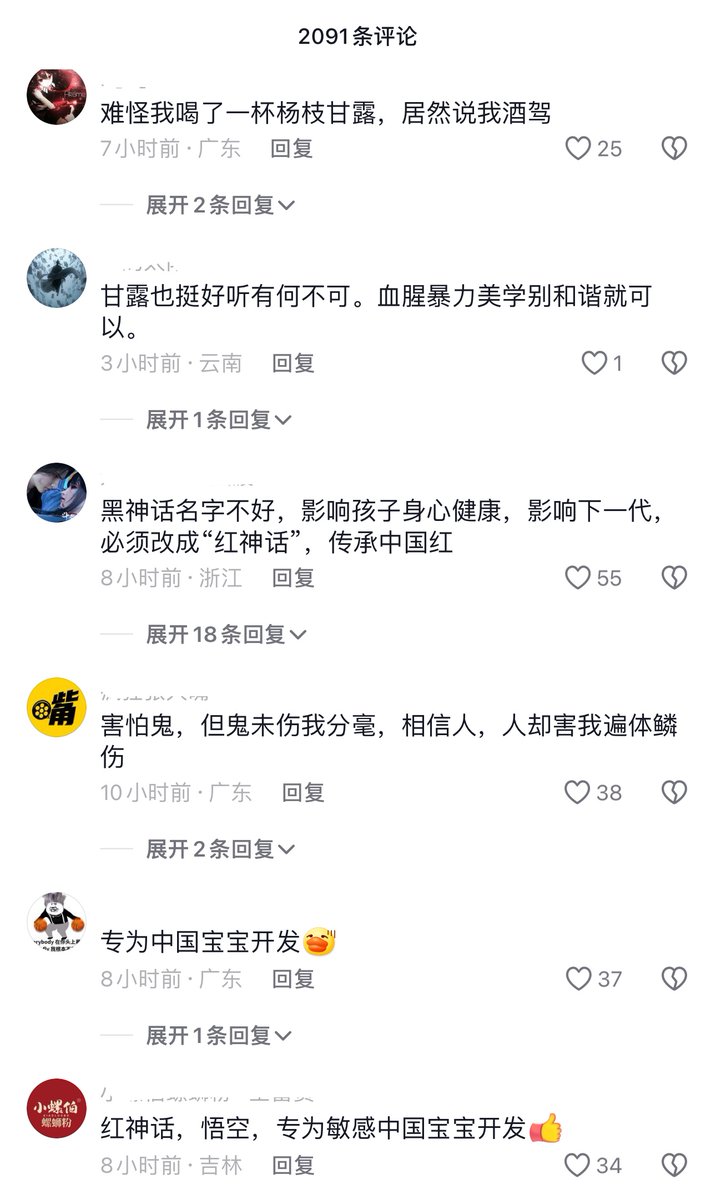 2091条评论
难怪我喝了一杯杨枝甘露，居然说我酒驾
7小时前·广东 回复 25
展开2条回复
甘露也挺好听有何不可。血腥暴力美学别和谐就可
以。
3小时前·云南 回复 1
展开1条回复
黑神话名字不好，影响孩子身心健康，影响下一代，
必须改成“红神话”，传承中国红
8小时前·浙江 回复 55
展开18条回复
嘴
害怕鬼，但鬼未伤我分毫，相信人，人却害我遍体鳞
伤
10小时前·广东 回复 38
展开2条回复
专为中国宝宝开发
8小时前·广东 回复 37
展开1条回复
小螺伯
螺蛳粉
红神话，悟空，专为敏感中国宝宝开发
8小时前·吉林 回复 34